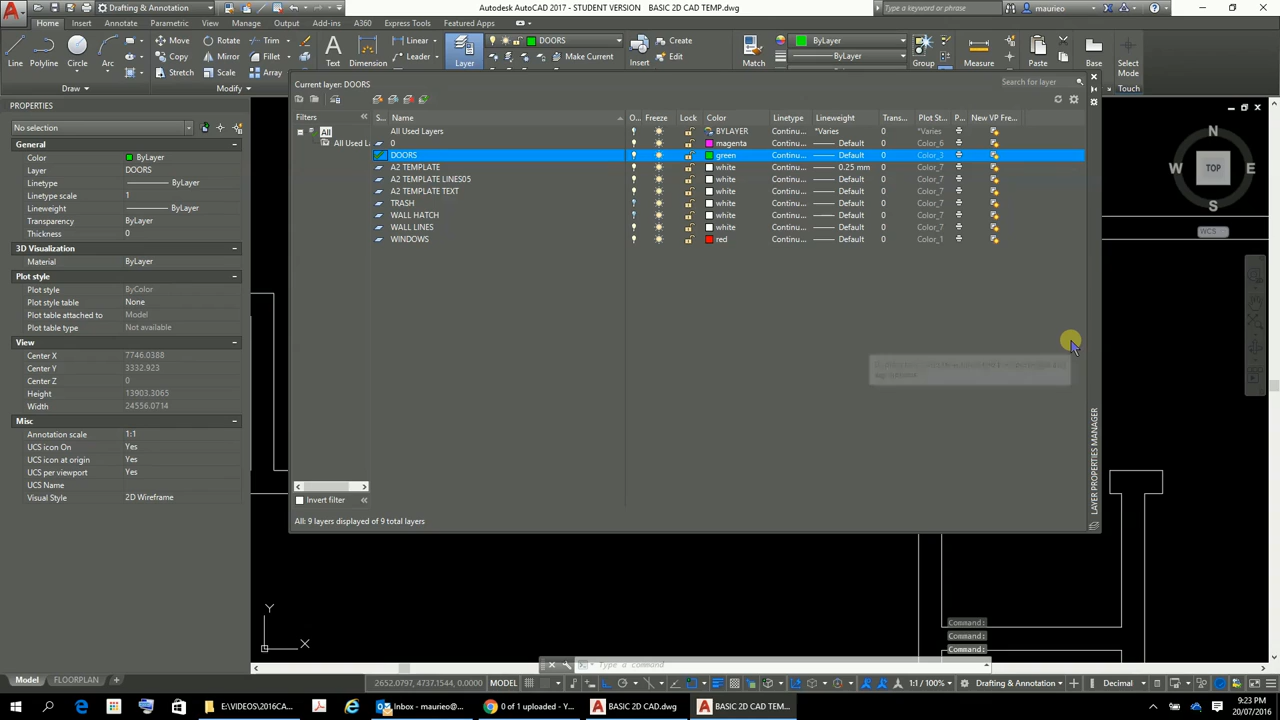 Drafting & Annotation
Autodesk AutoCAD 2017 - STUDENT VERSION BASIC 2D CAD TEMP.dwg
Type a keyword or phrase
maurieo
Home Insert Annotate Parametric View Manage Output Add-ins A360 Express Tools Featured Apps
Line Polyline Circle Arc
Move Rotate Trim
Copy Mirror Fillet
Stretch Scale Array
Text Dimension
Linear
Leader
Layer
DOORS
Make Current
Insert
Create
Edit
Match
ByLayer
ByLayer
Group
Measure
Paste
Base
Select
Mode
Draw
Modify
Touch
PROPERTIES
No selection
General
Color ByLayer
Layer DOORS
Linetype ByLayer
Linetype scale 1
Lineweight ByLayer
Transparency ByLayer
Thickness 0
3D Visualization
Material ByLayer
Plot style
Plot style ByColor
Plot style table None
Plot table attached to Model
Plot table type Not available
View
Center X 7746.0388
Center Y 3332.923
Center Z 0
Height 13903.3065
Width 24556.0714
Misc
Annotation scale 1:1
UCS icon On Yes
UCS icon at origin Yes
UCS per viewport Yes
UCS Name
Visual Style 2D Wireframe
Current layer: DOORS
Search for layer
Filters
All
All Used L
Invert filter
S... Name O... Freeze Lock Color Linetype Lineweight Trans... Plot St... P... New VP Fre...
All Used Layers BYLAYER Continu... *Varies *Varies
0 magenta Continu... Default 0 Color_6
DOORS green Continu... Default 0 Color_3
A2 TEMPLATE white Continu... 0.25 mm 0 Color_7
A2 TEMPLATE LINES05 white Continu... Default 0 Color_7
A2 TEMPLATE TEXT white Continu... Default 0 Color_7
TRASH white Continu... Default 0 Color_7
WALL HATCH white Continu... Default 0 Color_7
WALL LINES white Continu... Default 0 Color_7
WINDOWS red Continu... Default 0 Color_1
All: 9 layers displayed of 9 total layers
LAYER PROPERTIES MANAGER
N
W TOP E
S
WCS
Y
X
Command:
Command:
Command:
Type a command
Model FLOORPLAN
2652.0797, 4737.1544, 0.0000 MODEL
1:1 / 100%
Drafting & Annotation
Decimal
E:\VIDEOS\2016CA...
Inbox - maurieo@...
0 of 1 uploaded - Y...
BASIC 2D CAD.dwg
BASIC 2D CAD TEM...
9:23 PM
20/07/2016